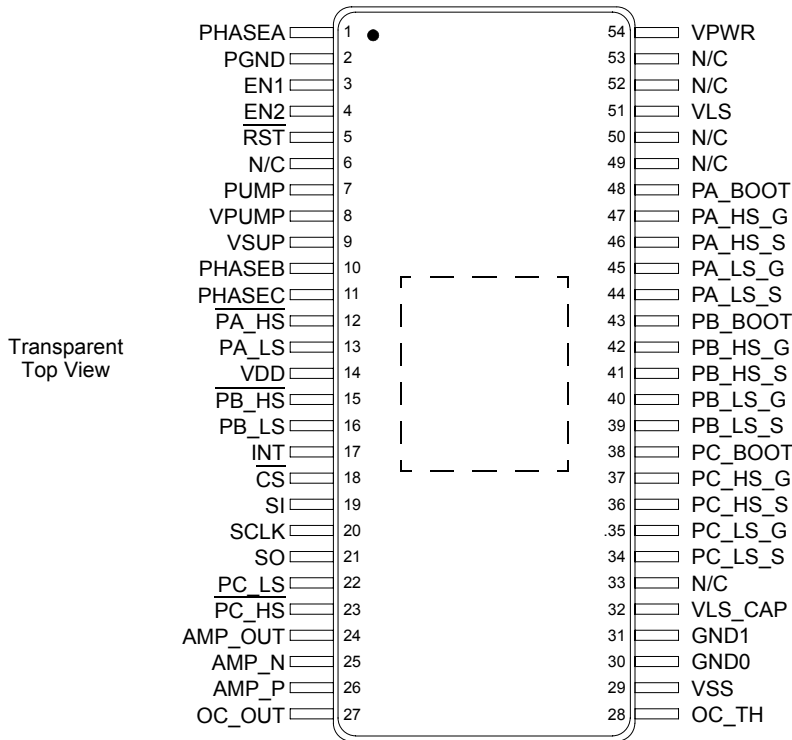 Transparent
Top View
PHASEA 1
PGND 2
EN1 3
EN2 4
RST 5
N/C 6
PUMP 7
VPUMP 8
VSUP 9
PHASEB 10
PHASEC 11
PA_HS 12
PA_LS 13
VDD 14
PB_HS 15
PB_LS 16
INT 17
CS 18
SI 19
SCLK 20
SO 21
PC_LS 22
PC_HS 23
AMP_OUT 24
AMP_N 25
AMP_P 26
OC_OUT 27
54 VPWR
53 N/C
52 N/C
51 VLS
50 N/C
49 N/C
48 PA_BOOT
47 PA_HS_G
46 PA_HS_S
45 PA_LS_G
44 PA_LS_S
43 PB_BOOT
42 PB_HS_G
41 PB_HS_S
40 PB_LS_G
39 PB_LS_S
38 PC_BOOT
37 PC_HS_G
36 PC_HS_S
.35 PC_LS_G
34 PC_LS_S
33 N/C
32 VLS_CAP
31 GND1
30 GND0
29 VSS
28 OC_TH